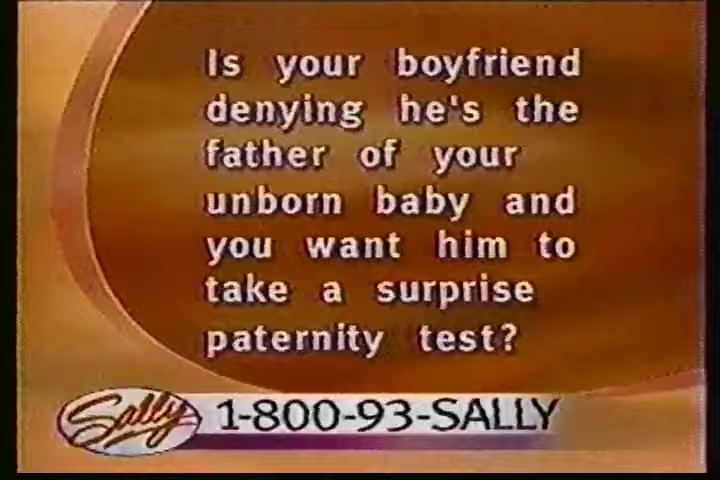 Is your boyfriend
denying he's the
father of your
unborn baby and
you want him to
take a surprise
paternity test?
Sally 1-800-93-SALLY